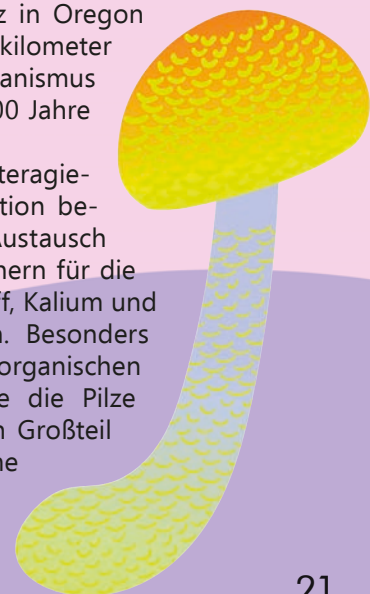 z in Oregon
kilometer
anismus
00 Jahre
teragie-
tion be-
Austausch
nern für die
ff, Kalium und
n. Besonders
organischen
e die Pilze
n Großteil
ne
21